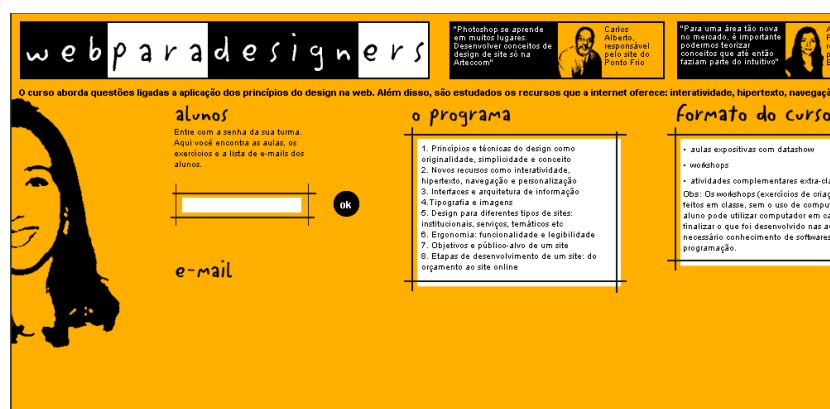 webparadesigners
"Photoshop se aprende
em muitos lugares.
Desenvolver conceitos de
design de site só na
Arteccom"
Carlos
Alberto,
responsável
pelo site do
Ponto Frio
"Para uma área tão nova
no mercado, é importante
podermos teorizar
conceitos que até então
faziam parte do intuitivo"
O curso aborda questões ligadas a aplicação dos princípios do design na web. Além disso, são estudados os recursos que a internet oferece: interatividade, hipertexto, navegaçã
alunos
Entre com a senha da sua turma.
Aqui você encontra as aulas, os
exercícios e a lista de e-mails dos
alunos.
ok
e-mail
o programa
1. Princípios e técnicas do design como
originalidade, simplicidade e conceito
2. Novos recursos como interatividade,
hipertexto, navegação e personalização
3. Interfaces e arquitetura de informação
4.Tipografia e imagens
5. Design para diferentes tipos de sites:
institucionais, serviços, temáticos etc
6. Ergonomia: funcionalidade e legibilidade
7. Objetivos e público-alvo de um site
8. Etapas de desenvolvimento de um site: do
orçamento ao site online
formato do curso
• aulas expositivas com datashow
• workshops
• atividades complementares extra-cla
Obs: Os workshops (exercícios de criaç
feitos em classe, sem o uso de compu
aluno pode utilizar computador em ca
finalizar o que foi desenvolvido nas au
necessário conhecimento de softwares
programação.